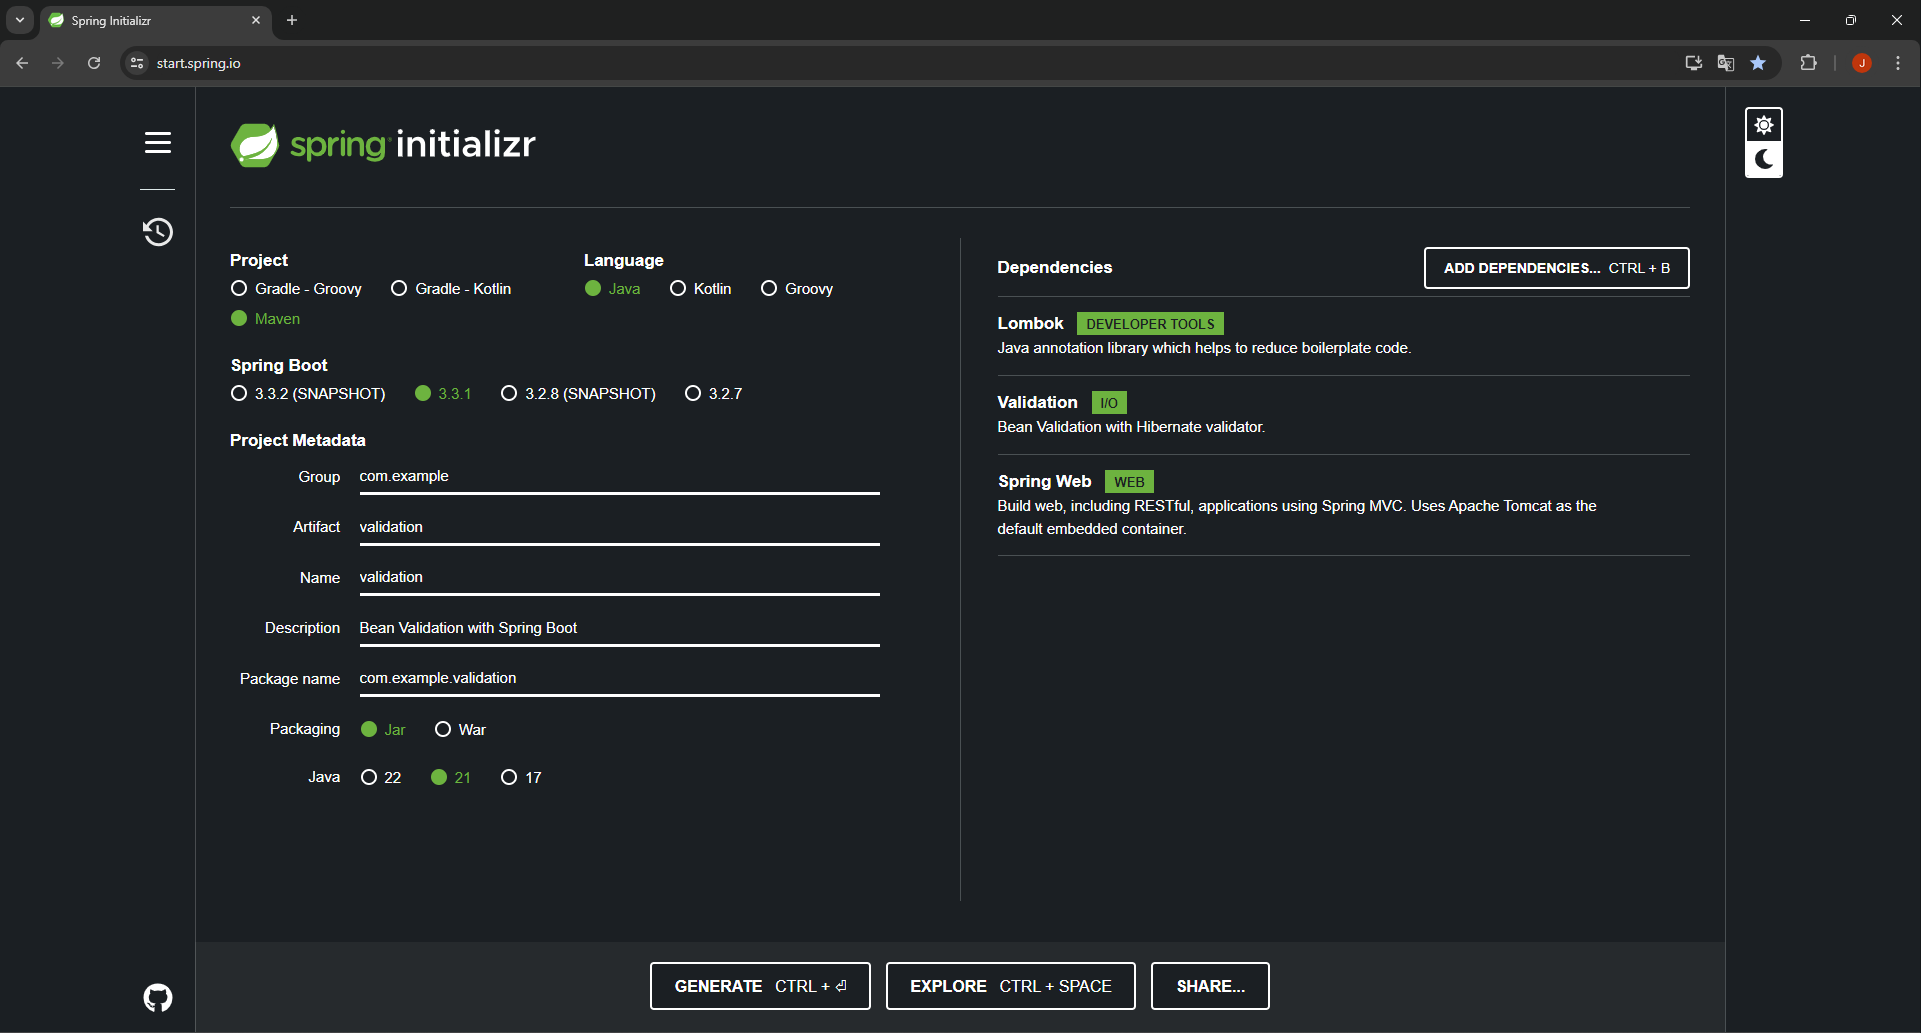 Spring Initializr
start.spring.io
J
spring initializr
Project
Gradle - Groovy Gradle - Kotlin
Maven
Language
Java Kotlin Groovy
Spring Boot
3.3.2 (SNAPSHOT) 3.3.1 3.2.8 (SNAPSHOT) 3.2.7
Project Metadata
Group com.example
Artifact validation
Name validation
Description Bean Validation with Spring Boot
Package name com.example.validation
Packaging Jar War
Java 22 21 17
Dependencies
ADD DEPENDENCIES... CTRL + B
Lombok DEVELOPER TOOLS
Java annotation library which helps to reduce boilerplate code.
Validation I/O
Bean Validation with Hibernate validator.
Spring Web WEB
Build web, including RESTful, applications using Spring MVC. Uses Apache Tomcat as the
default embedded container.
GENERATE CTRL + ⏎ EXPLORE CTRL + SPACE SHARE...